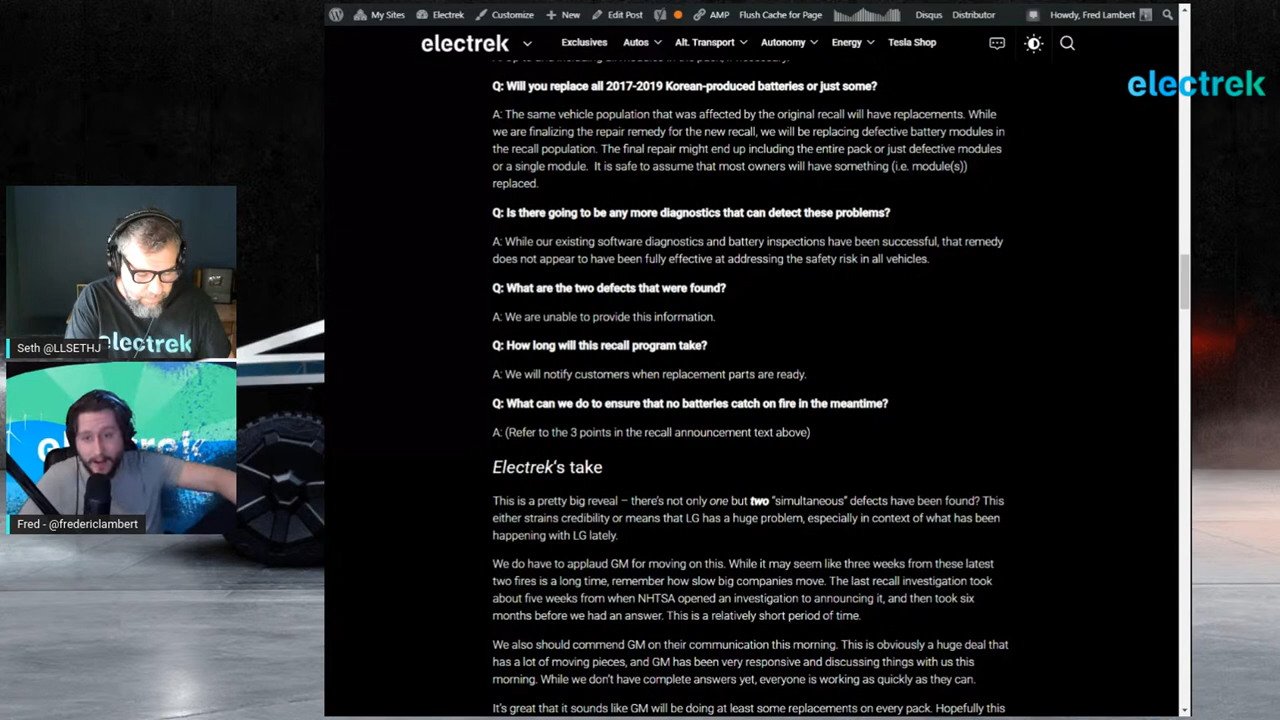 My Sites Electrek Customize New Edit Post AMP Flush Cache for Page Disqus Distributor Howdy, Fred Lambert
electrek Exclusives Autos Alt. Transport Autonomy Energy Tesla Shop
electrek
Q: Will you replace all 2017-2019 Korean-produced batteries or just some?
A: The same vehicle population that was affected by the original recall will have replacements. While
we are finalizing the repair remedy for the new recall, we will be replacing defective battery modules in
the recall population. The final repair might end up including the entire pack or just defective modules
or a single module. It is safe to assume that most owners will have something (i.e. module(s))
replaced.
Q: Is there going to be any more diagnostics that can detect these problems?
A: While our existing software diagnostics and battery inspections have been successful, that remedy
does not appear to have been fully effective at addressing the safety risk in all vehicles.
Q: What are the two defects that were found?
A: We are unable to provide this information.
Q: How long will this recall program take?
A: We will notify customers when replacement parts are ready.
Q: What can we do to ensure that no batteries catch on fire in the meantime?
A: (Refer to the 3 points in the recall announcement text above)
Electrek's take
This is a pretty big reveal – there's not only one but two "simultaneous" defects have been found? This
either strains credibility or means that LG has a huge problem, especially in context of what has been
happening with LG lately.
We do have to applaud GM for moving on this. While it may seem like three weeks from these latest
two fires is a long time, remember how slow big companies move. The last recall investigation took
about five weeks from when NHTSA opened an investigation to announcing it, and then took six
months before we had an answer. This is a relatively short period of time.
We also should commend GM on their communication this morning. This is obviously a huge deal that
has a lot of moving pieces, and GM has been very responsive and discussing things with us this
morning. While we don't have complete answers yet, everyone is working as quickly as they can.
It's great that it sounds like GM will be doing at least some replacements on every pack. Hopefully this
electrek
Seth @LLSETHJ
Fred - @fredericlambert